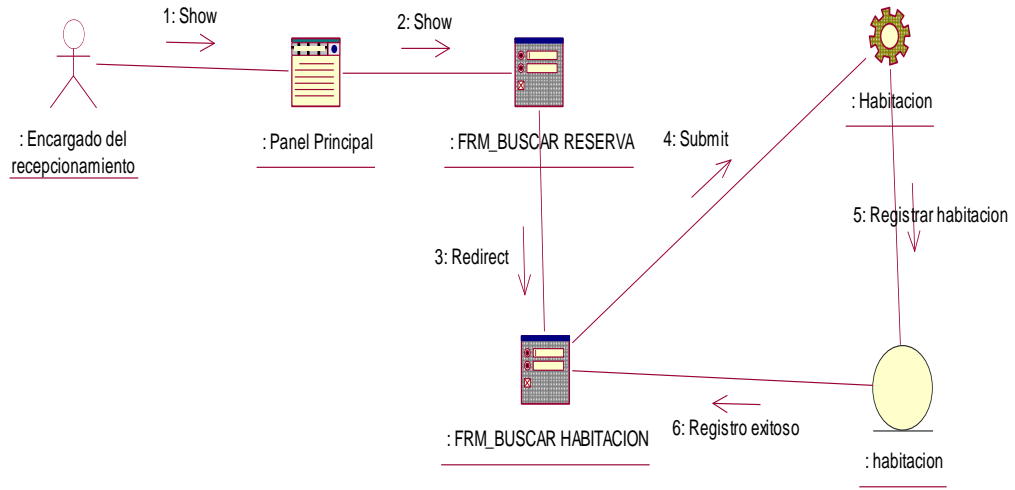 1: Show
2: Show
: Encargado del
recepcionamiento
: Panel Principal
: FRM_BUSCAR RESERVA
4: Submit
: Habitacion
5: Registrar habitacion
3: Redirect
: FRM_BUSCAR HABITACION
6: Registro exitoso
: habitacion